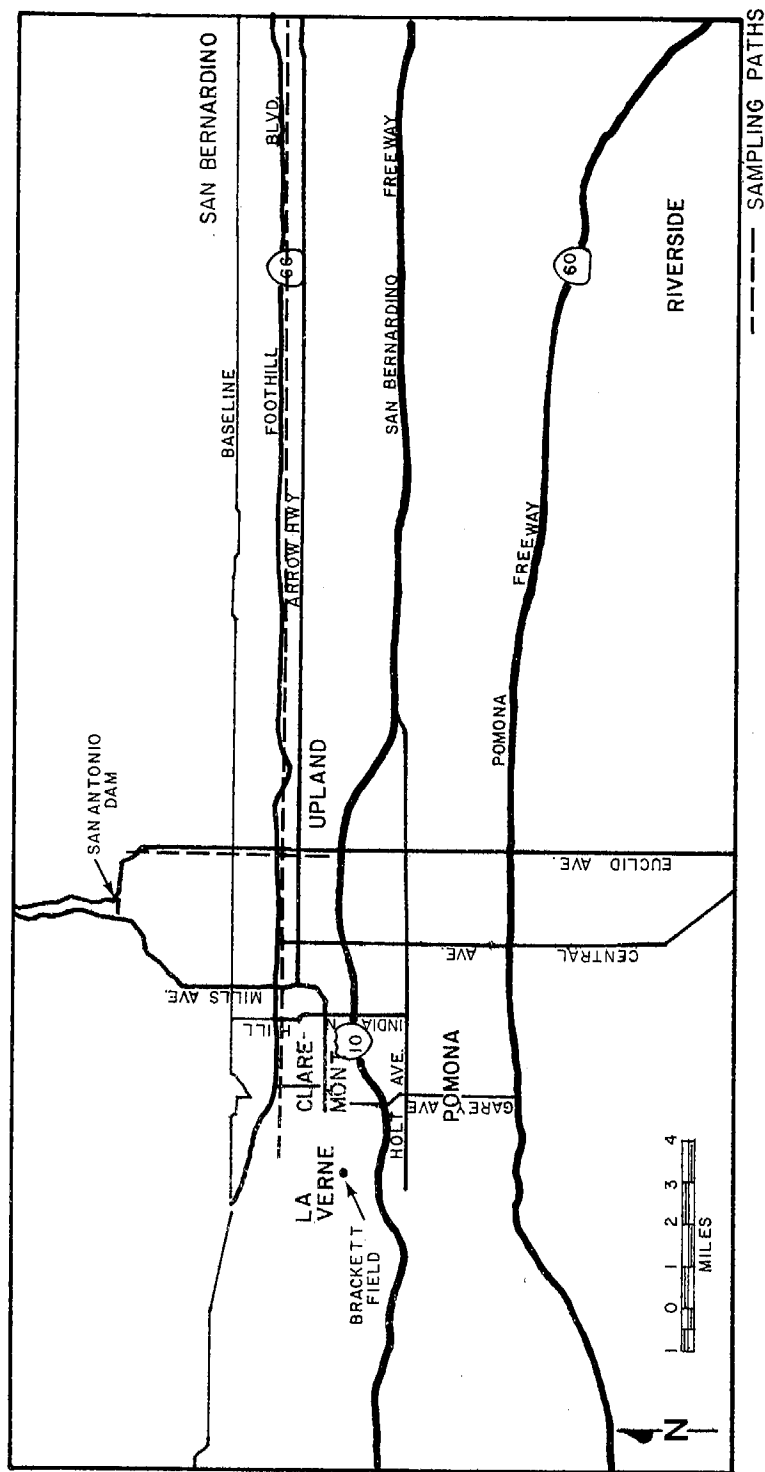 SAN ANTONIO
DAM
BASELINE
SAN BERNARDINO
FOOTHILL
66
BLVD.
ARROW HWY
MILLS AVE.
HILL
INDIAN
UPLAND
CLARE-
MONT
LA
VERNE
BRACKETT
FIELD
10
SAN BERNARDINO
FREEWAY
HOLT AVE.
GAREY AVE
POMONA
CENTRAL
AVE.
EUCLID AVE.
POMONA
FREEWAY
60
RIVERSIDE
1 0 1 2 3 4
MILES
N
SAMPLING PATHS